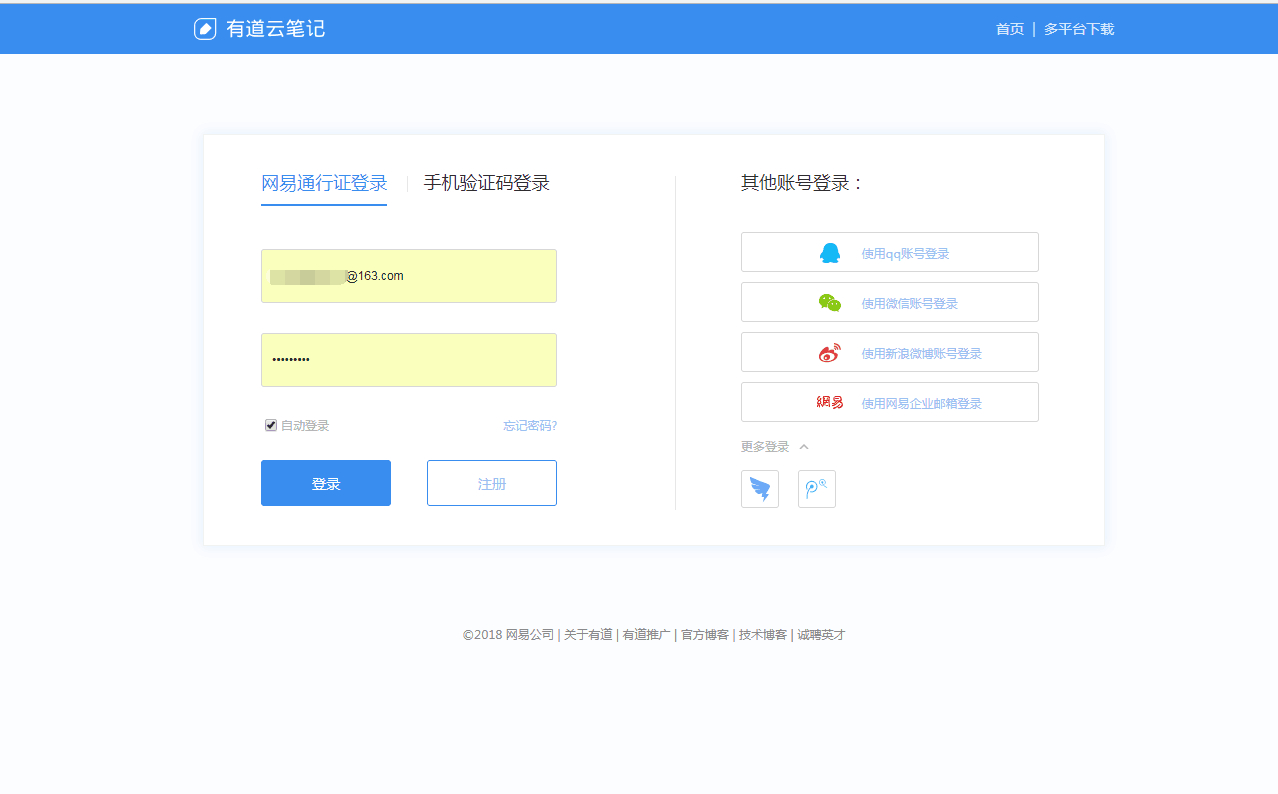 有道云笔记
首页 | 多平台下载
网易通行证登录
手机验证码登录
@163.com
•••••••••
自动登录
忘记密码?
登录
注册
其他账号登录：
使用qq账号登录
使用微信账号登录
使用新浪微博账号登录
網易 使用网易企业邮箱登录
更多登录
©2018 网易公司 | 关于有道 | 有道推广 | 官方博客 | 技术博客 | 诚聘英才